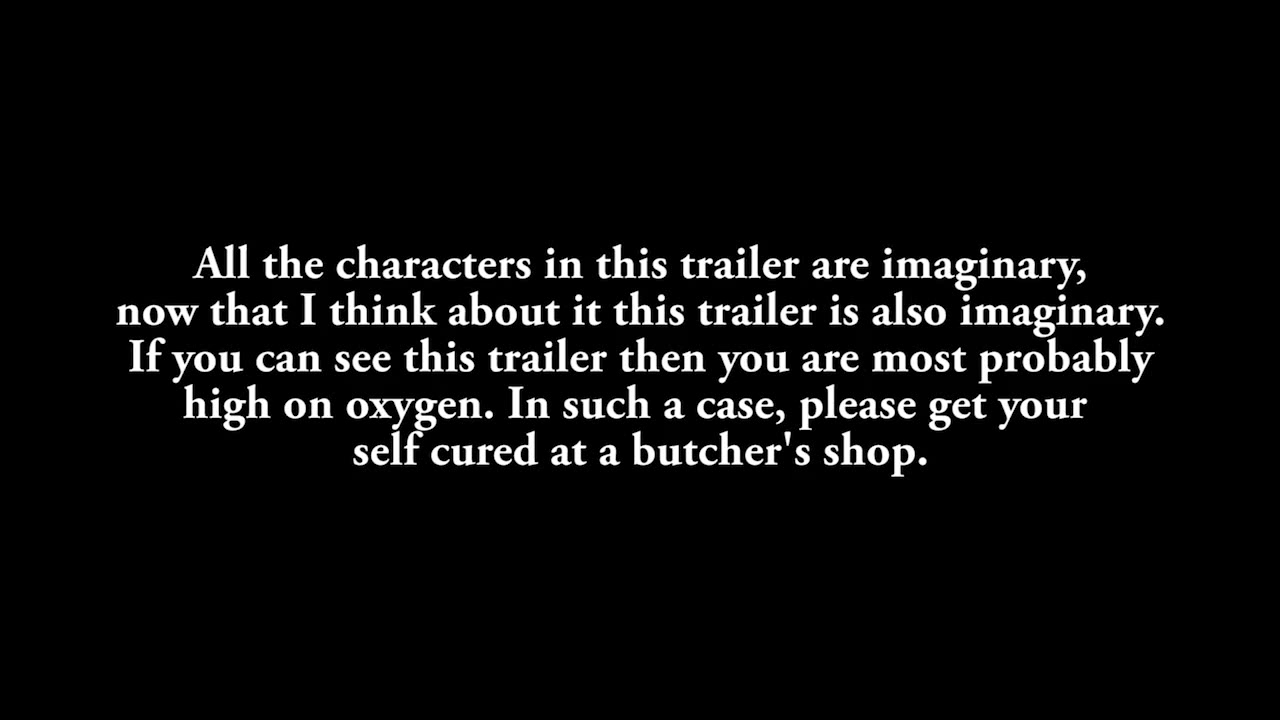 All the characters in this trailer are imaginary,
now that I think about it this trailer is also imaginary.
If you can see this trailer then you are most probably
high on oxygen. In such a case, please get your
self cured at a butcher's shop.